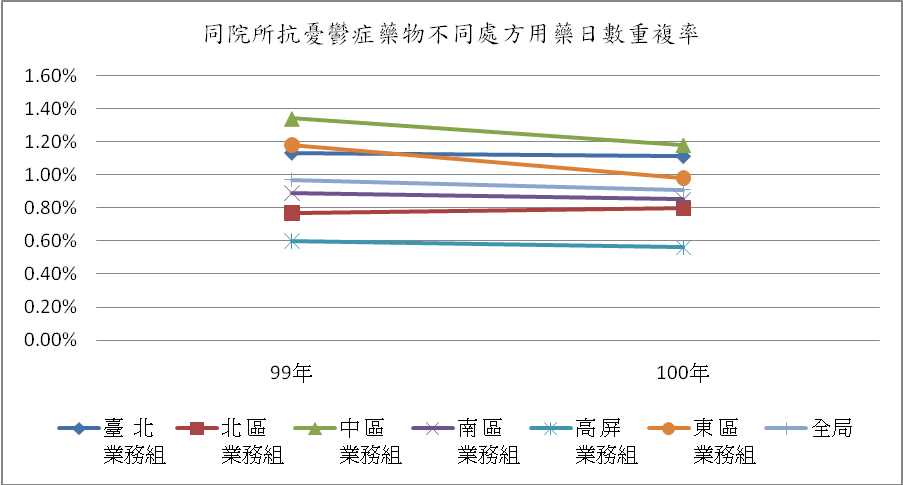 同院所抗憂鬱症藥物不同處方用藥日數重複率
1.60%
1.40%
1.20%
1.00%
0.80%
0.60%
0.40%
0.20%
0.00%
99年 100年
臺 北 北 區 中 區 南 區 高 屏 東 區 全局
業務組 業務組 業務組 業務組 業務組 業務組